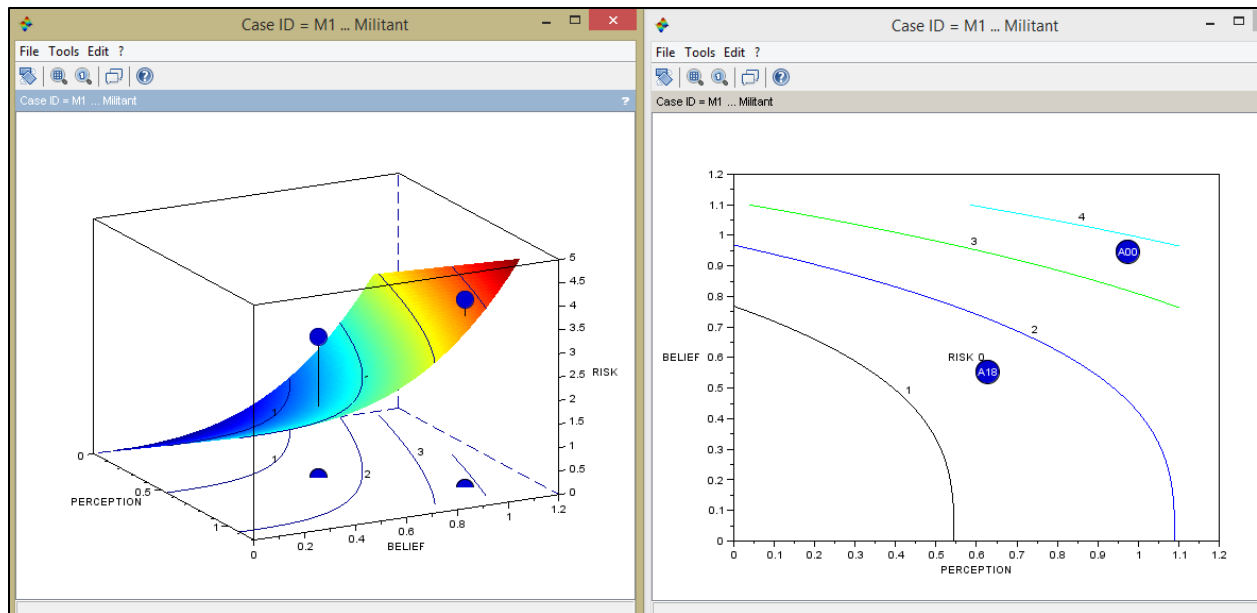 Case ID = M1 ... Militant
File Tools Edit ?
Case ID = M1 ... Militant
?
5
4.5
4
3.5
3
2.5
2
1.5
1
0.5
0
RISK
0
0.5
1
PERCEPTION
0
0.2
0.4
0.6
0.8
1
1.2
BELIEF
1
1
2
3
Case ID = M1 ... Militant
File Tools Edit ?
Case ID = M1 ... Militant
1.2
1.1
1
0.9
0.8
0.7
0.6
0.5
0.4
0.3
0.2
0.1
0
BELIEF
4
A00
3
2
RISK 0
A18
1
0 0.1 0.2 0.3 0.4 0.5 0.6 0.7 0.8 0.9 1 1.1 1.2
PERCEPTION